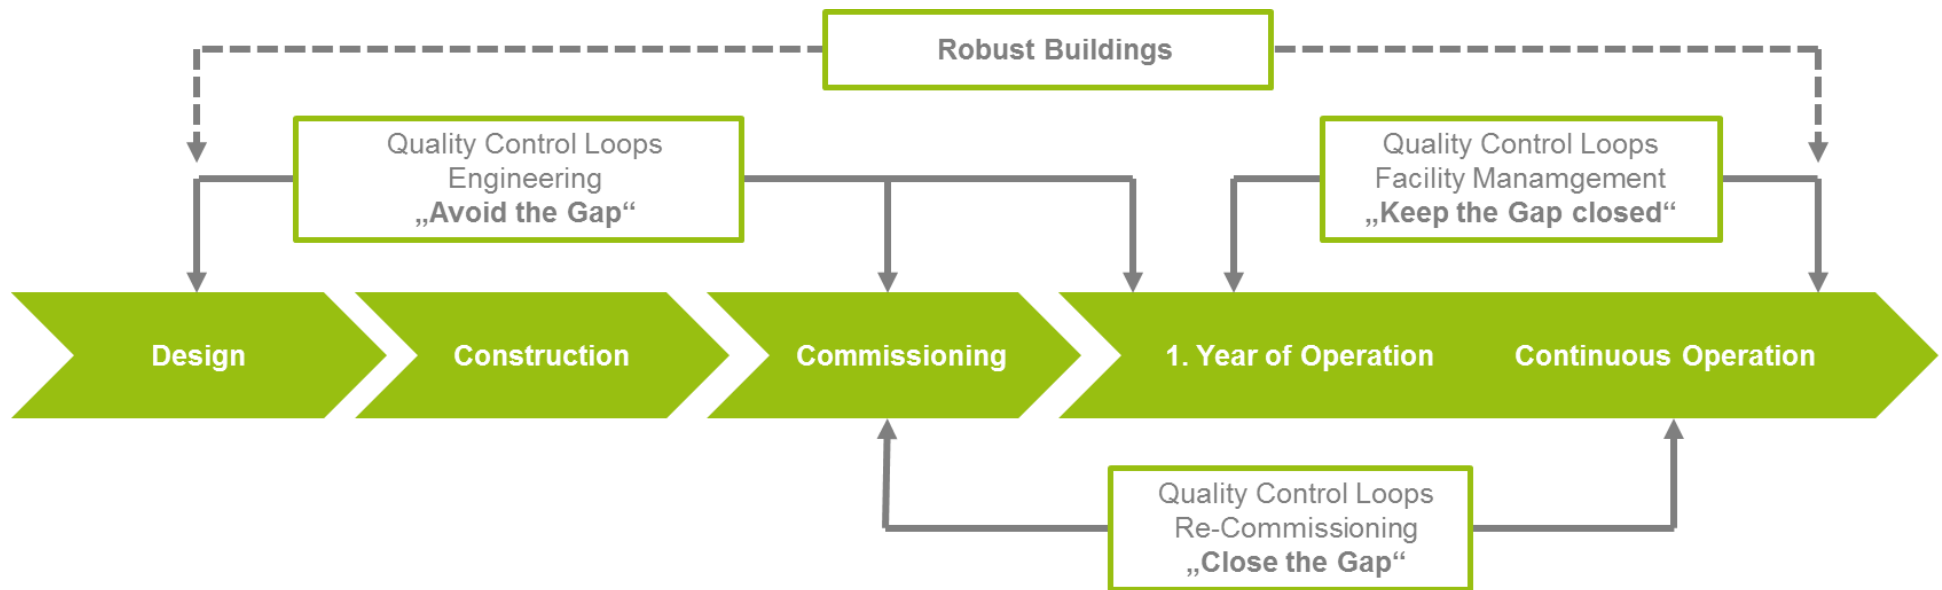 Robust Buildings
Quality Control Loops
Engineering
„Avoid the Gap“
Quality Control Loops
Facility Manamgement
„Keep the Gap closed“
Design
Construction
Commissioning
1. Year of Operation
Continuous Operation
Quality Control Loops
Re-Commissioning
„Close the Gap“